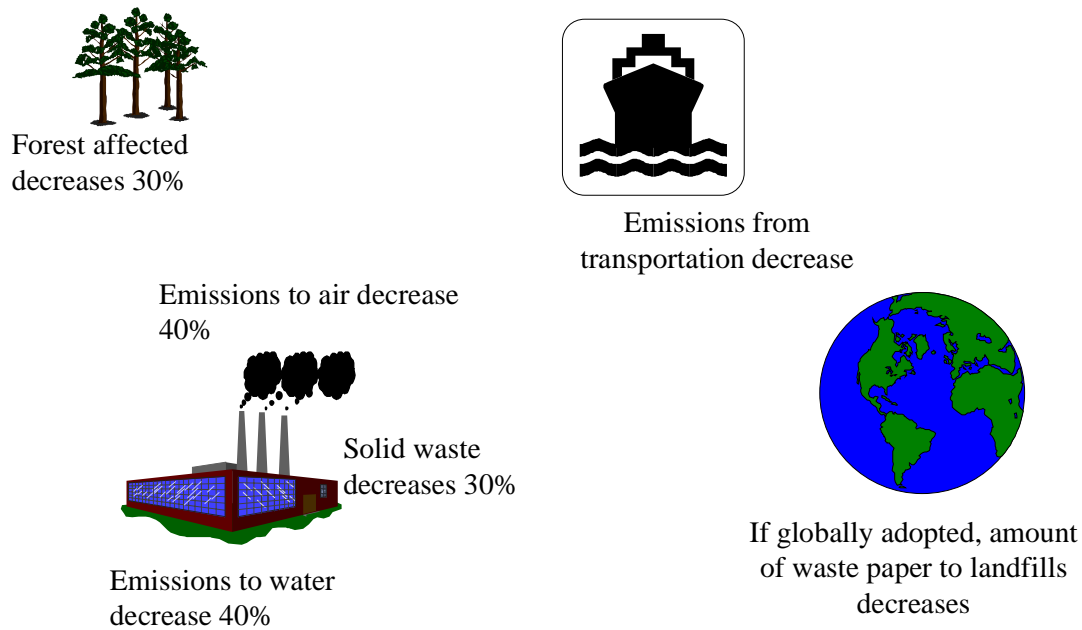 Forest affected
decreases 30%
Emissions from
transportation decrease
Emissions to air decrease
40%
Solid waste
decreases 30%
If globally adopted, amount
of waste paper to landfills
decreases
Emissions to water
decrease 40%